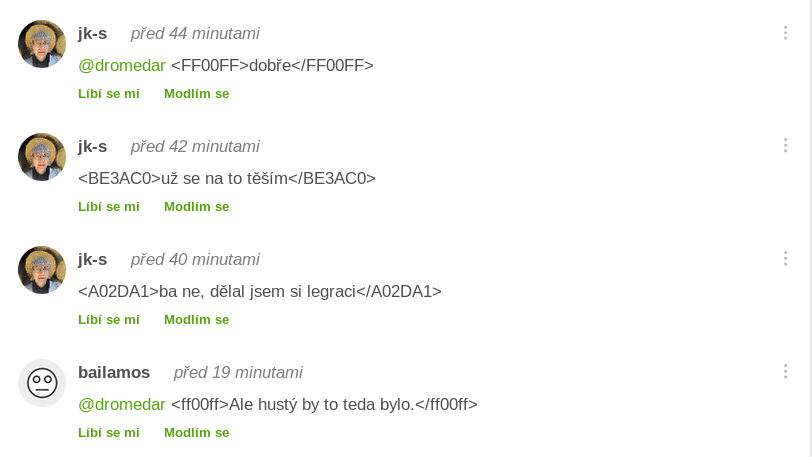 jk-s před 44 minutami
@dromedar <FF00FF>dobře</FF00FF>
Líbí se mi Modlím se
jk-s před 42 minutami
<BE3AC0>už se na to těším</BE3AC0>
Líbí se mi Modlím se
jk-s před 40 minutami
<A02DA1>ba ne, dělal jsem si legraci</A02DA1>
Líbí se mi Modlím se
bailamos před 19 minutami
@dromedar <ff00ff>Ale hustý by to teda bylo.</ff00ff>
Líbí se mi Modlím se